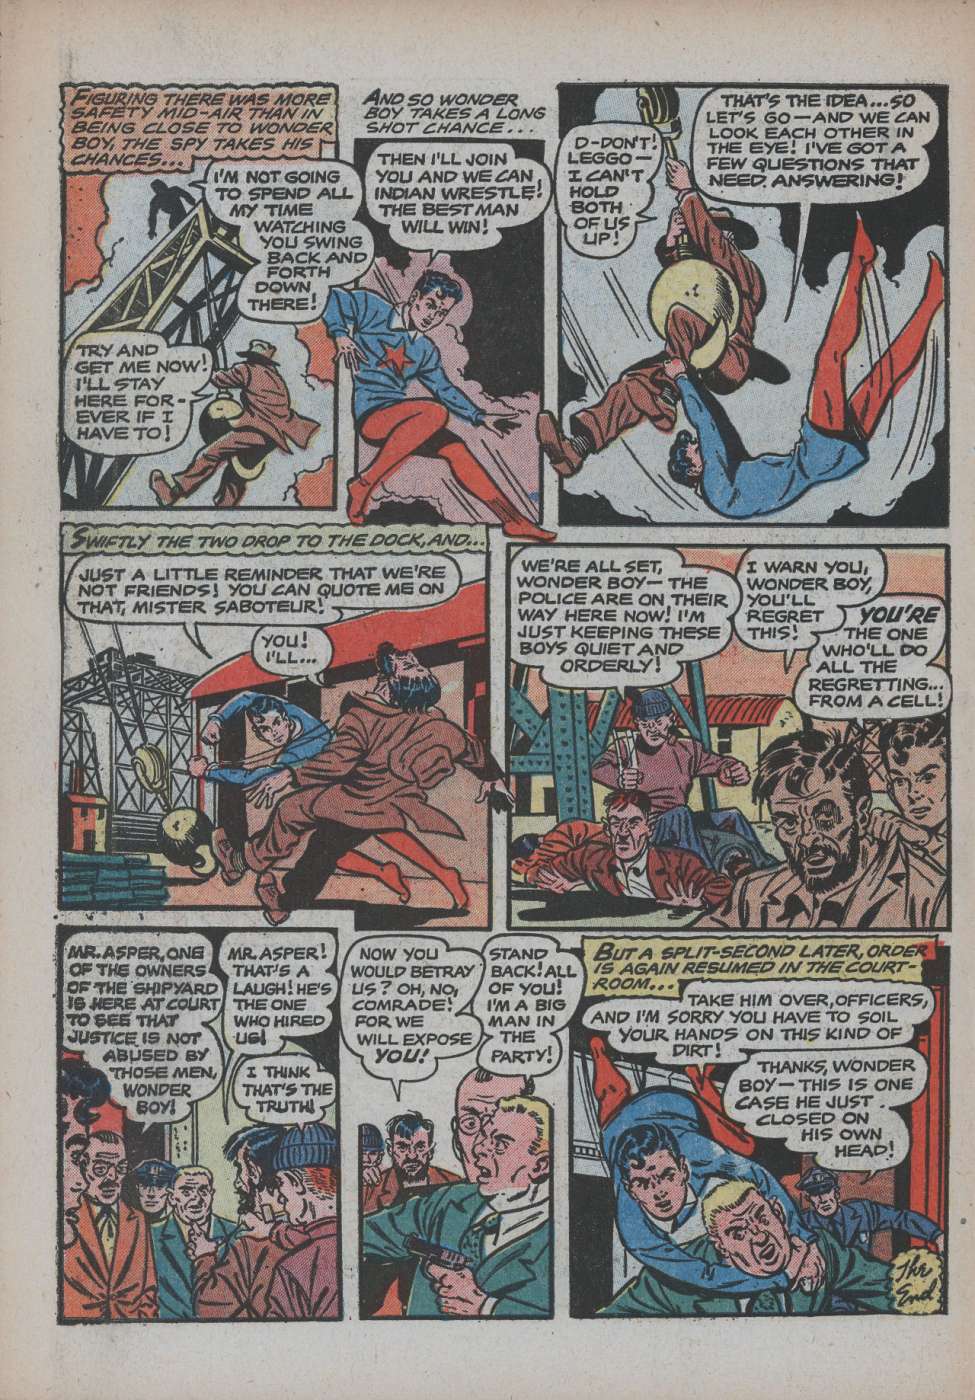 FIGURING THERE WAS MORE
SAFETY MID-AIR THAN IN
BEING CLOSE TO WONDER
BOY, THE SPY TAKES HIS
CHANCES...
I'M NOT GOING
TO SPEND ALL
MY TIME
WATCHING
YOU SWING
BACK AND
FORTH
DOWN
THERE!
TRY AND
GET ME NOW!
I'LL STAY
HERE FOR-
EVER IF I
HAVE TO!
AND SO WONDER
BOY TAKES A LONG
SHOT CHANCE...
THEN I'LL JOIN
YOU AND WE CAN
INDIAN WRESTLE!
THE BEST MAN
WILL WIN!
D-DON'T!
LEGGO—
I CAN'T
HOLD
BOTH
OF US
UP!
THAT'S THE IDEA...SO
LET'S GO—AND WE CAN
LOOK EACH OTHER IN
THE EYE! I'VE GOT A
FEW QUESTIONS THAT
NEED ANSWERING!
SWIFTLY THE TWO DROP TO THE DOCK, AND...
JUST A LITTLE REMINDER THAT WE'RE
NOT FRIENDS! YOU CAN QUOTE ME ON
THAT, MISTER SABOTEUR!
YOU!
I'LL...
WE'RE ALL SET,
WONDER BOY—THE
POLICE ARE ON THEIR
WAY HERE NOW! I'M
JUST KEEPING THESE
BOYS QUIET AND
ORDERLY!
I WARN YOU,
WONDER BOY,
YOU'LL
REGRET
THIS!
YOU'RE
THE ONE
WHO'LL DO
ALL THE
REGRETTING...
FROM A CELL!
MR. ASPER, ONE
OF THE OWNERS
OF THE SHIPYARD
IS HERE AT COURT
TO SEE THAT
JUSTICE IS NOT
ABUSED BY
THOSE MEN,
WONDER
BOY!
MR. ASPER!
THAT'S A
LAUGH! HE'S
THE ONE
WHO HIRED
US!
I THINK
THAT'S THE
TRUTH!
NOW YOU
WOULD BETRAY
US? OH, NO,
COMRADE!
FOR WE
WILL EXPOSE
YOU!
STAND
BACK! ALL
OF YOU!
I'M A BIG
MAN IN
THE
PARTY!
BUT A SPLIT-SECOND LATER, ORDER
IS AGAIN RESUMED IN THE COURT-
ROOM...
TAKE HIM OVER, OFFICERS,
AND I'M SORRY YOU HAVE TO SOIL
YOUR HANDS ON THIS KIND OF
DIRT!
THANKS, WONDER
BOY—THIS IS ONE
CASE HE JUST
CLOSED ON
HIS OWN
HEAD!
The
End